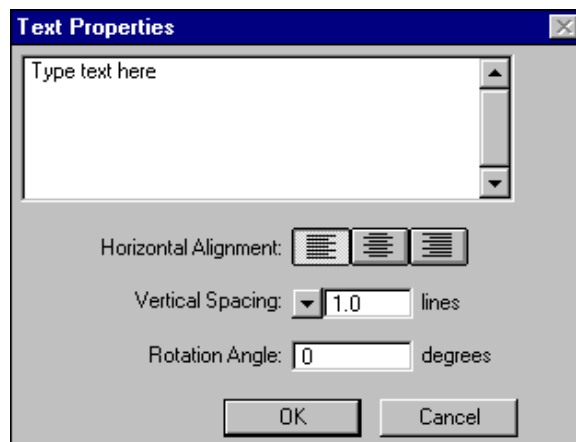 Text Properties
Type text here
Horizontal Alignment:
Vertical Spacing: 1.0 lines
Rotation Angle: 0 degrees
OK Cancel